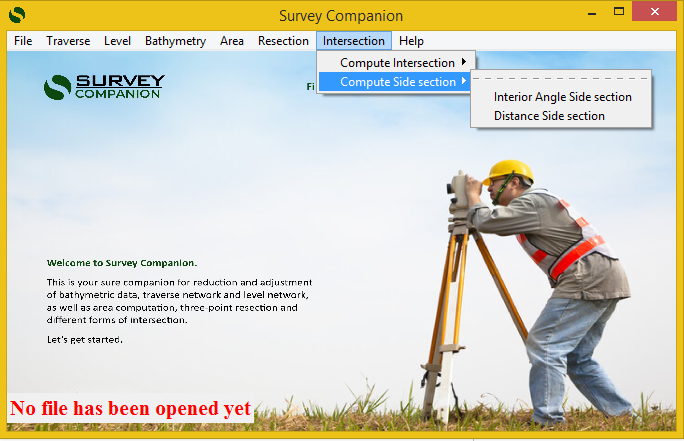 Survey Companion
File Traverse Level Bathymetry Area Resection Intersection Help
Compute Intersection
Compute Side section
Interior Angle Side section
Distance Side section
SURVEY
COMPANION
Fi
Welcome to Survey Companion.
This is your sure companion for reduction and adjustment
of bathymetric data, traverse network and level network,
as well as area computation, three-point resection and
different forms of intersection.
Let's get started.
No file has been opened yet